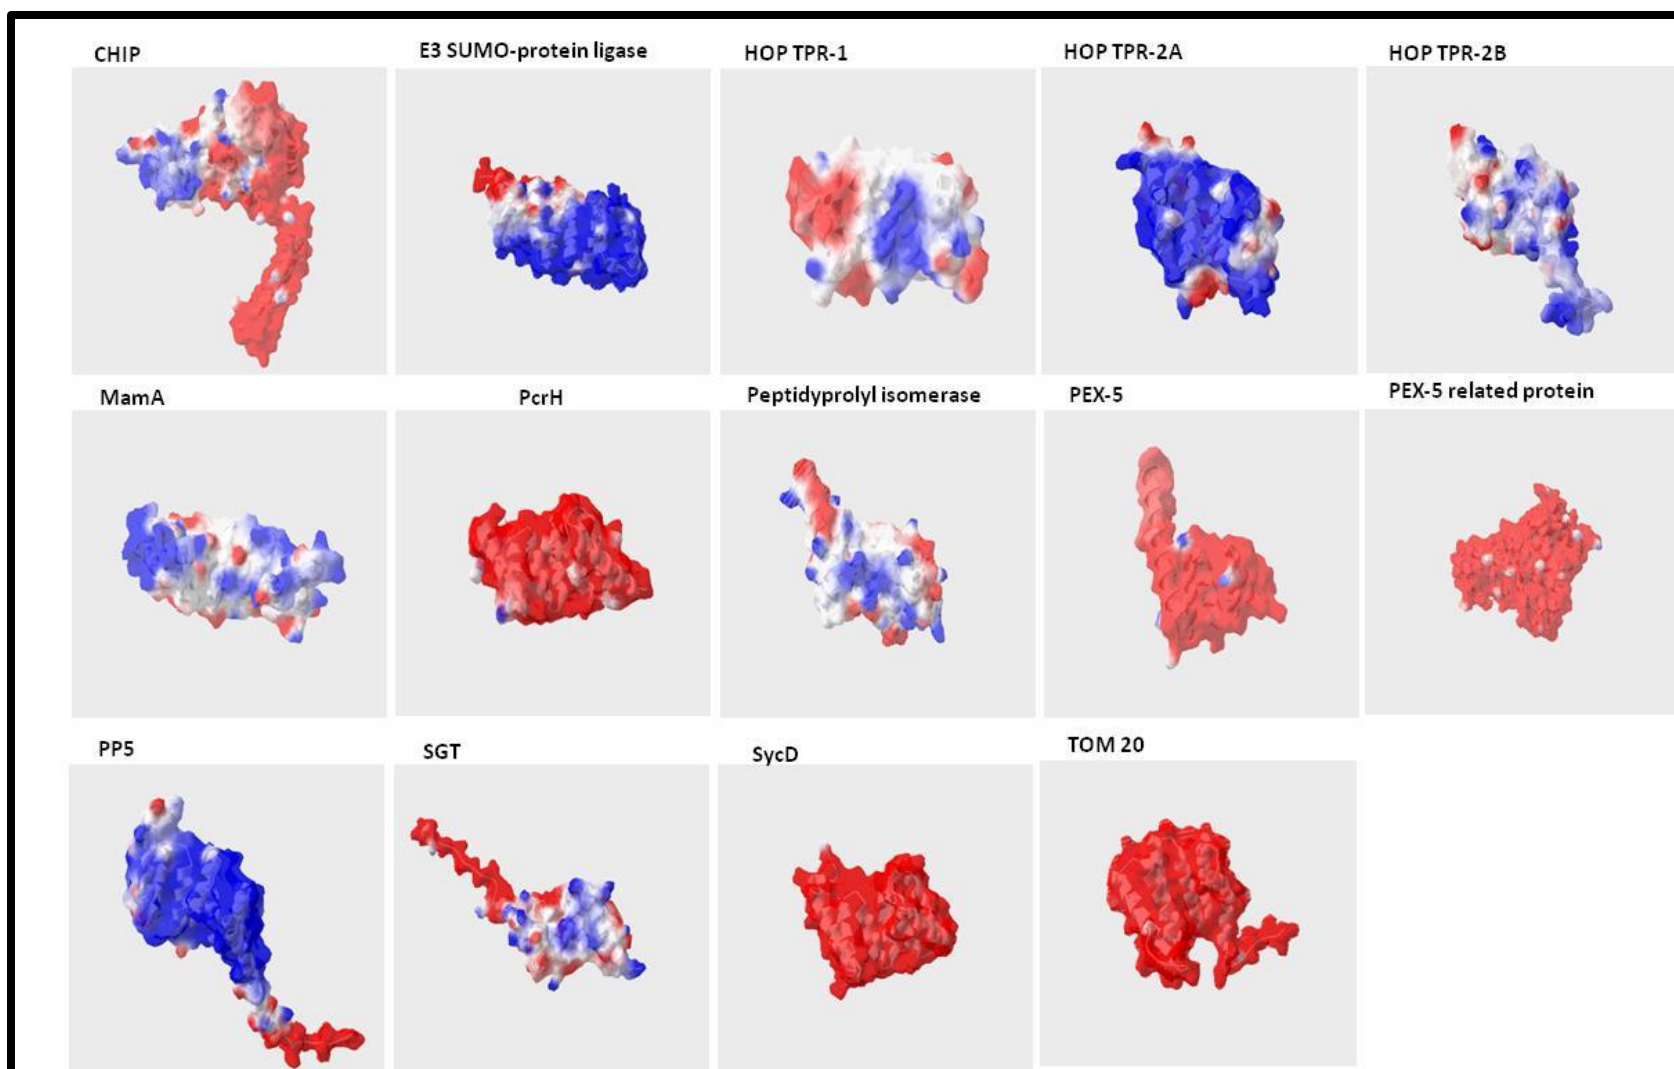 CHIP
E3 SUMO-protein ligase
HOP TPR-1
HOP TPR-2A
HOP TPR-2B
MamA
PcrH
Peptidyprolyl isomerase
PEX-5
PEX-5 related protein
PP5
SGT
SycD
TOM 20